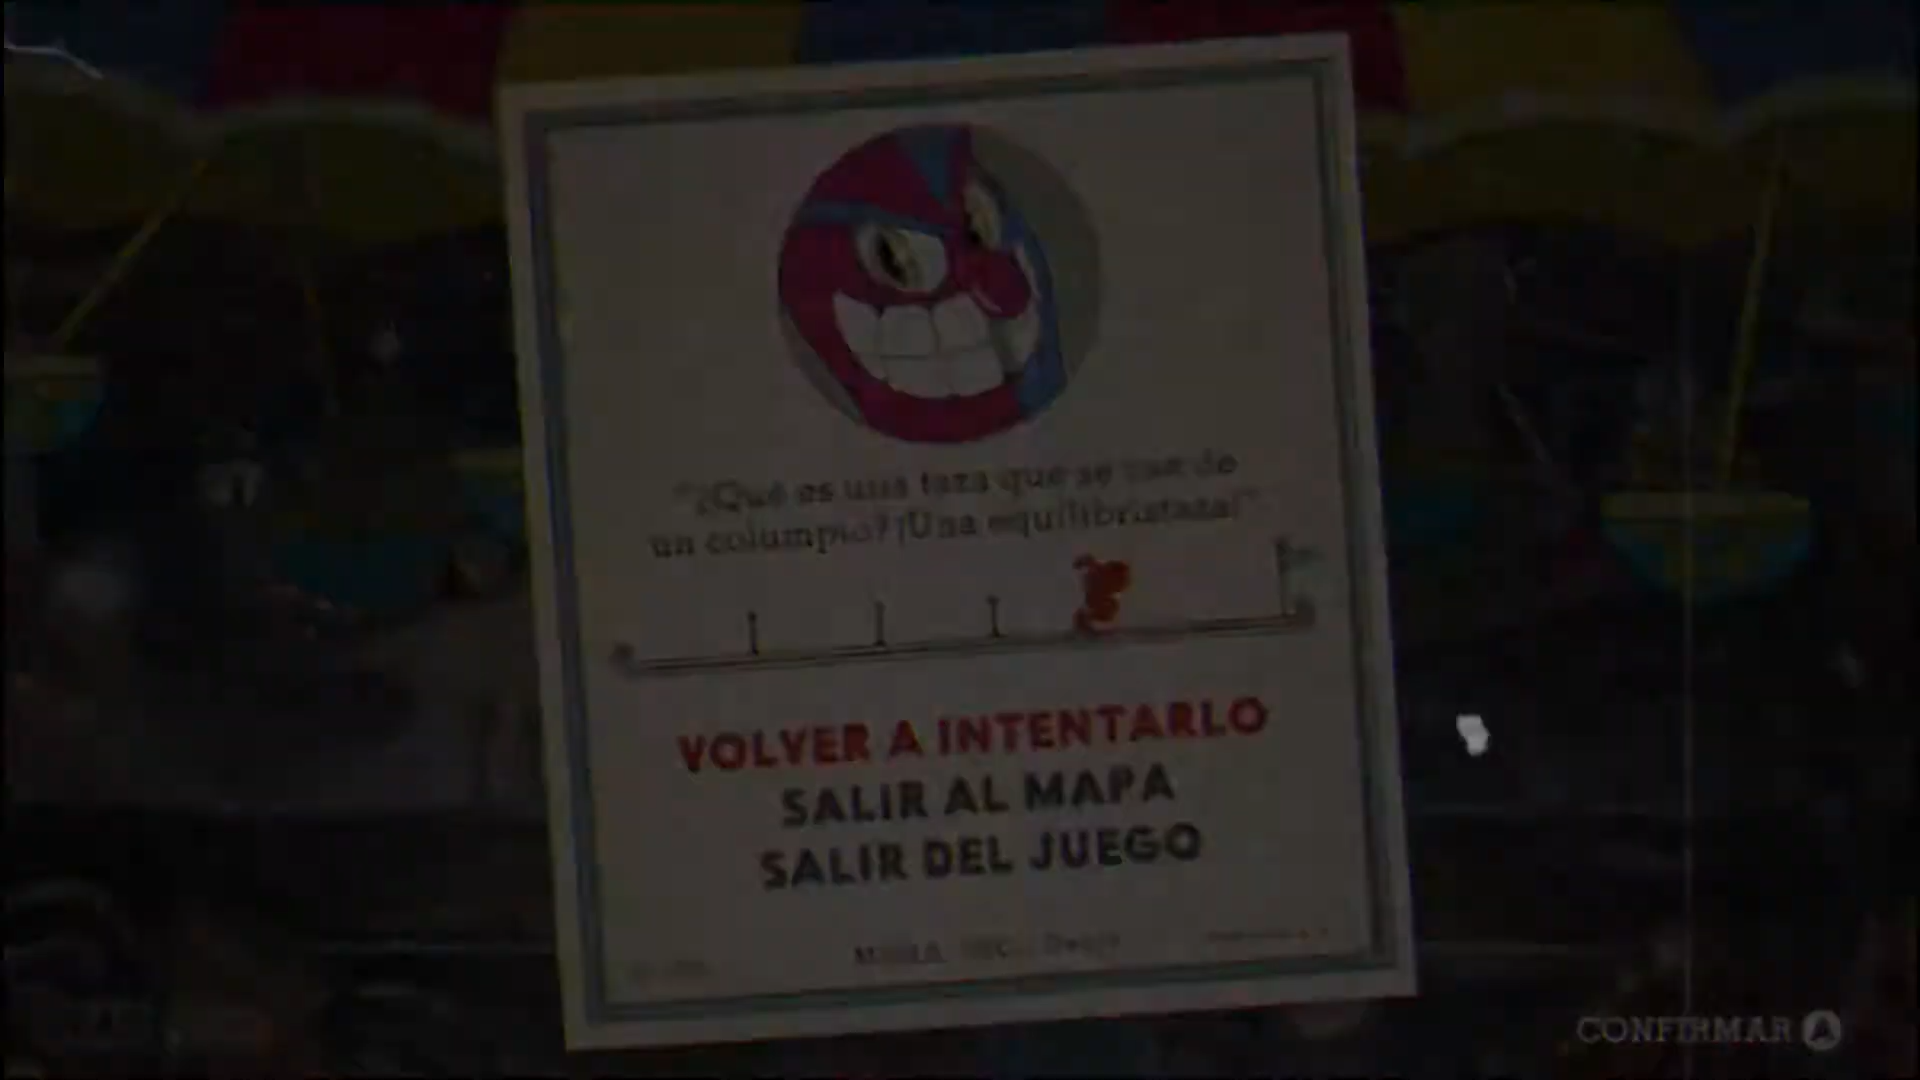 "¿Qué es una taza que se cae de
un columpio? ¡Una equilibristaza!"
VOLVER A INTENTARLO
SALIR AL MAPA
SALIR DEL JUEGO
CONFIRMAR A